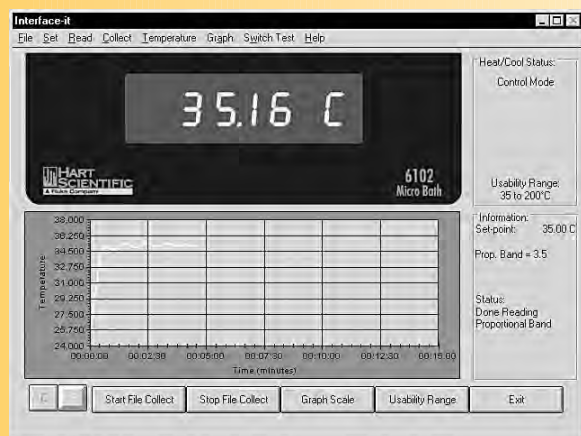 Interface-it
File Set Read Collect Temperature Graph Switch Test Help
35.16 C
HART
SCIENTIFIC
A Fluke Company
6102
Micro Bath
Heat/Cool Status:
Control Mode
Usability Range:
35 to 200°C
Information:
Set-point: 35.00 C
Prop. Band = 3.5
Status:
Done Reading
Proportional Band
38.000
36.250
34.500
32.750
31.000
29.250
27.500
25.750
24.000
Tempelature
00:00:00 00:02:30 00:05:00 00:07:30 00:10:00 00:12:30 00:15:00
Time (minutes)
C
Start File Collect Stop File Collect Graph Scale Usability Range Exit